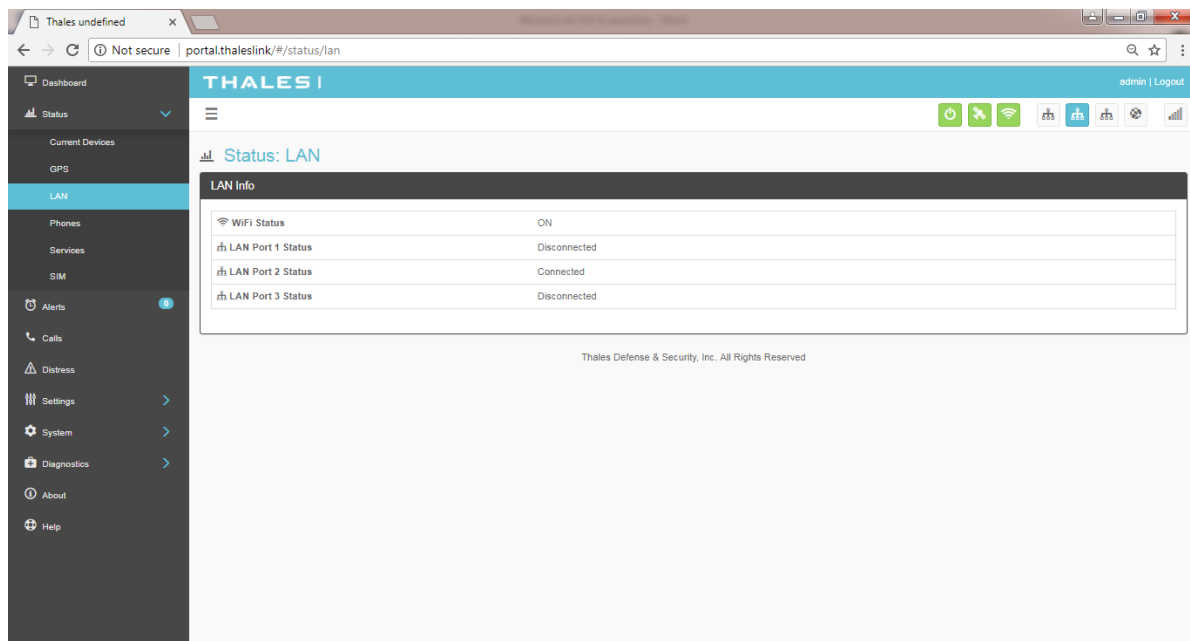 Thales undefined
Not secure portal.thaleslink/#/status/lan
Dashboard
THALES
admin | Logout
Status
Current Devices
Status: LAN
GPS
LAN Info
LAN
WiFi Status ON
Phones
LAN Port 1 Status Disconnected
Services
LAN Port 2 Status Connected
SIM
LAN Port 3 Status Disconnected
Alerts 0
Calls
Thales Defense & Security, Inc. All Rights Reserved
Distress
Settings
System
Diagnostics
About
Help